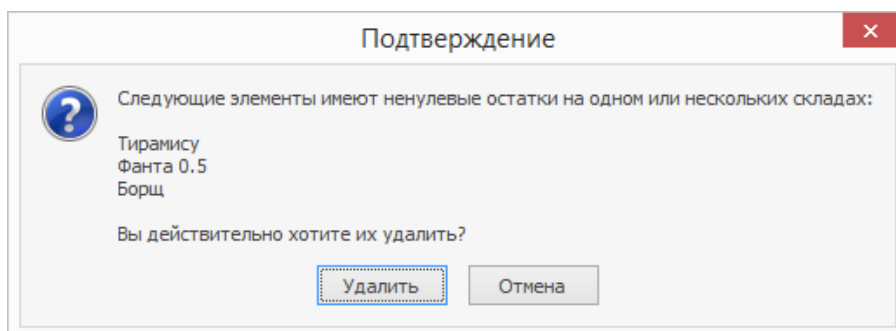 Подтверждение
Следующие элементы имеют ненулевые остатки на одном или нескольких складах:
Тирамису
Фанта 0.5
Борщ
Вы действительно хотите их удалить?
Удалить
Отмена